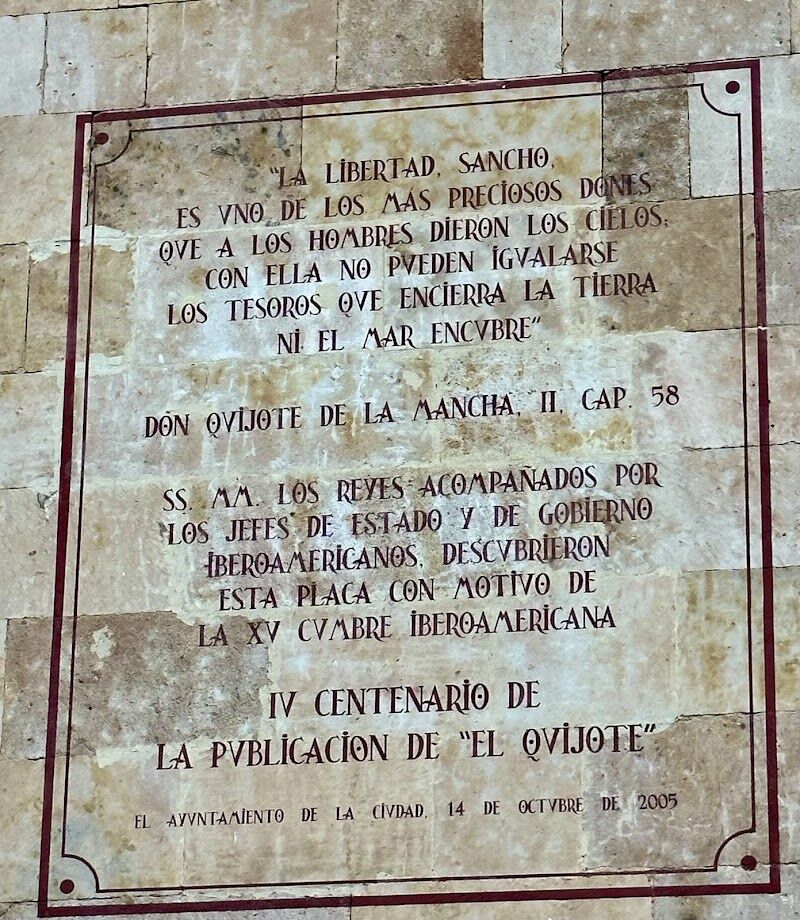 "LA LIBERTAD, SANCHO,
ES VNO DE LOS MAS PRECIOSOS DONES
QVE A LOS HOMBRES DIERON LOS CIELOS;
CON ELLA NO PVEDEN IGVALARSE
LOS TESOROS QVE ENCIERRA LA TIERRA
NI EL MAR ENCVBRE"
DON QVIJOTE DE LA MANCHA, II, CAP. 58
SS. MM. LOS REYES ACOMPAÑADOS POR
LOS JEFES DE ESTADO Y DE GOBIERNO
IBEROAMERICANOS, DESCVBRIERON
ESTA PLACA CON MOTIVO DE
LA XV CVMBRE IBEROAMERICANA
IV CENTENARIO DE
LA PVBLICACION DE "EL QVIJOTE"
EL AYVNTAMIENTO DE LA CIVDAD, 14 DE OCTVBRE DE 2005